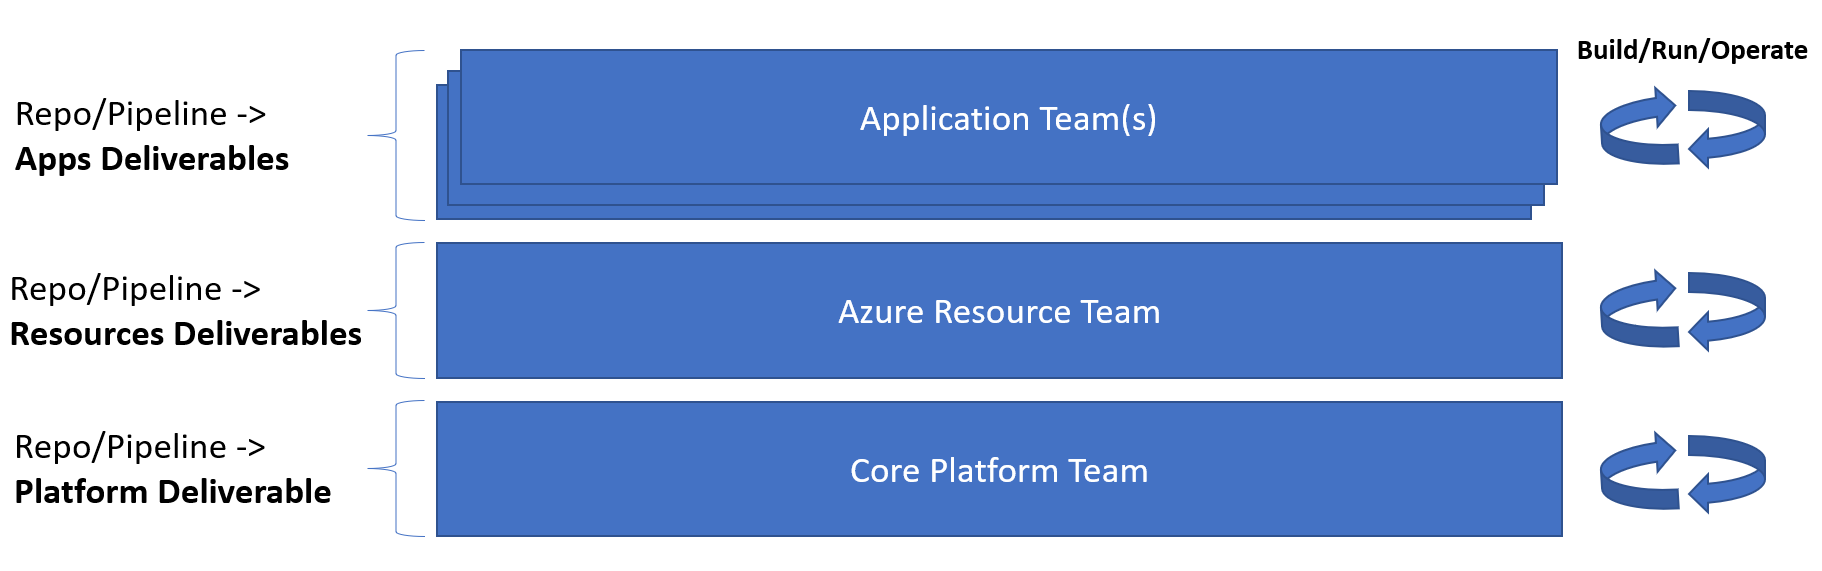 Build/Run/Operate
Repo/Pipeline ->
Apps Deliverables
Application Team(s)
Repo/Pipeline ->
Resources Deliverables
Azure Resource Team
Repo/Pipeline ->
Platform Deliverable
Core Platform Team